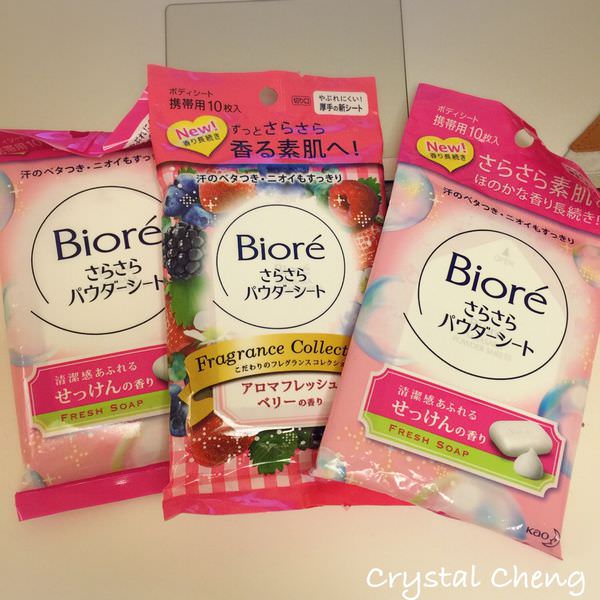 携帯用10
汗のベタつき・ニオイもすっきり
Bioré
さらさら
パウダーシート
清潔感あふれる
せっけんの香り
FRESH SOAP
ボディシート
携帯用10枚入
切り口
やぶれにくい!
厚手の新シート
New!
香り長続き
ずっとさらさら
香る素肌へ!
汗のベタつき・ニオイもすっきり
Bioré
さらさら
パウダーシート
Fragrance Collect
こだわりのフレグランスコレクション
アロマフレッシュ
ベリーの香り
ボディシート
携帯用10枚入
New!
香り長続き
さらさら素肌
ほのかな香り長続き!
汗のベタつき・ニオイもすっきり
OPEN
Bioré
さらさら
パウダーシート
POWDER SHEETS
清潔感あふれる
せっけんの香り
FRESH SOAP
Kao
Crystal Cheng